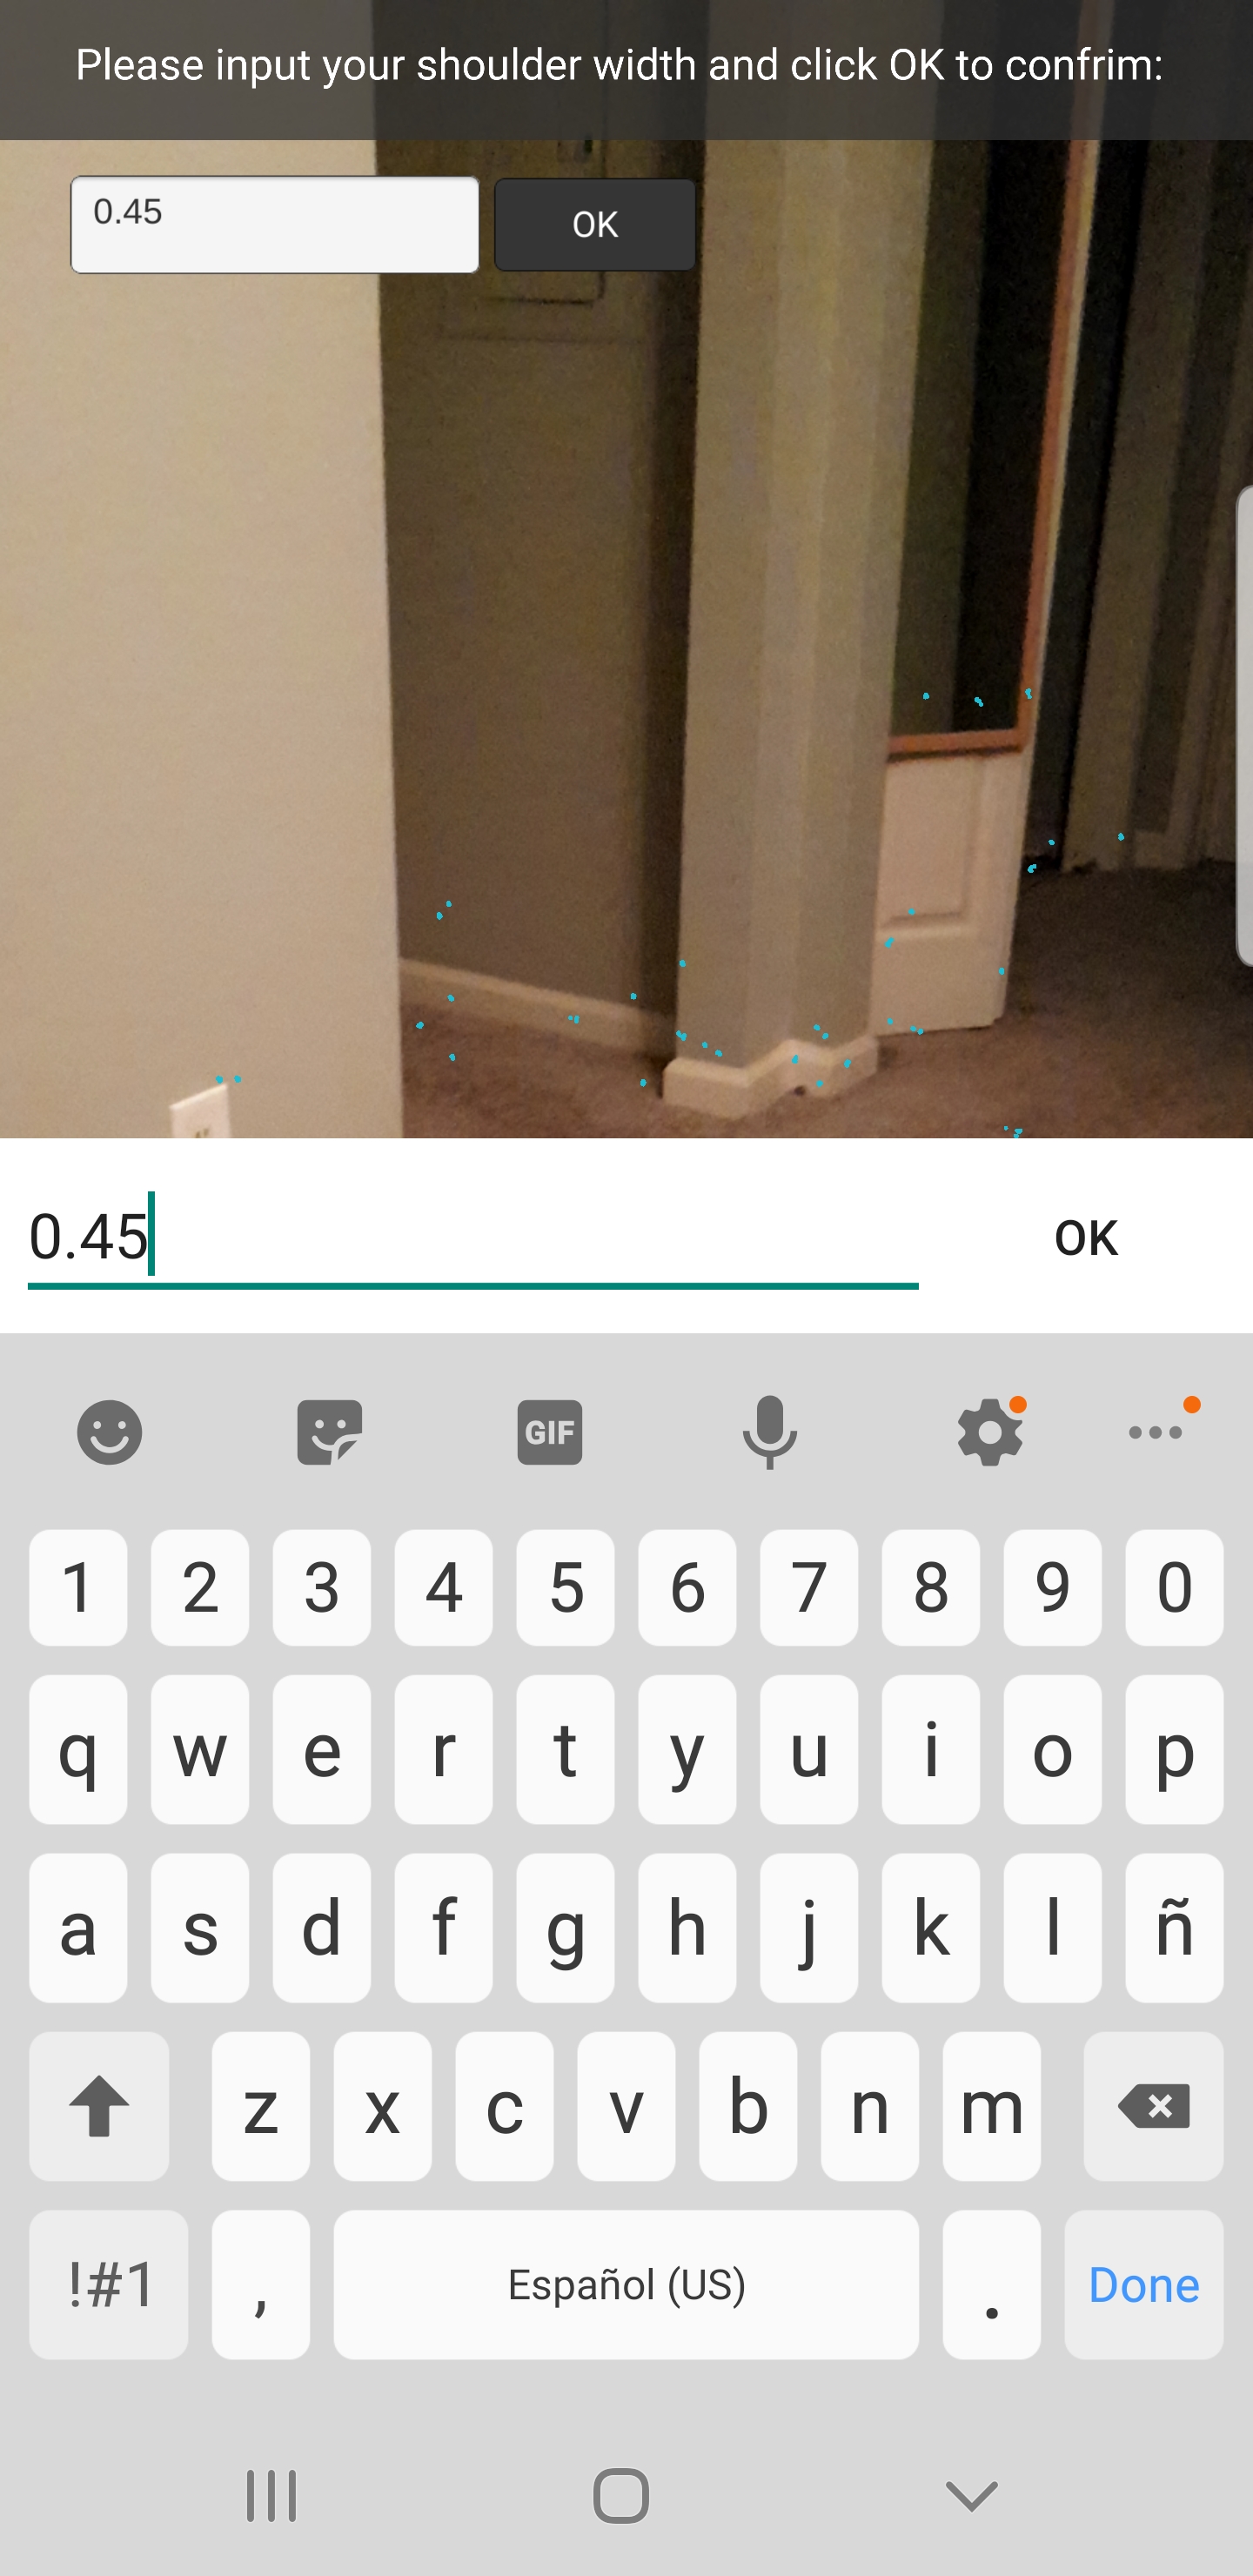 Please input your shoulder width and click OK to confrim:
0.45
OK
0.45
OK
GIF
1 2 3 4 5 6 7 8 9 0
q w e r t y u i o p
a s d f g h j k l ñ
z x c v b n m
!#1 , Español (US) . Done